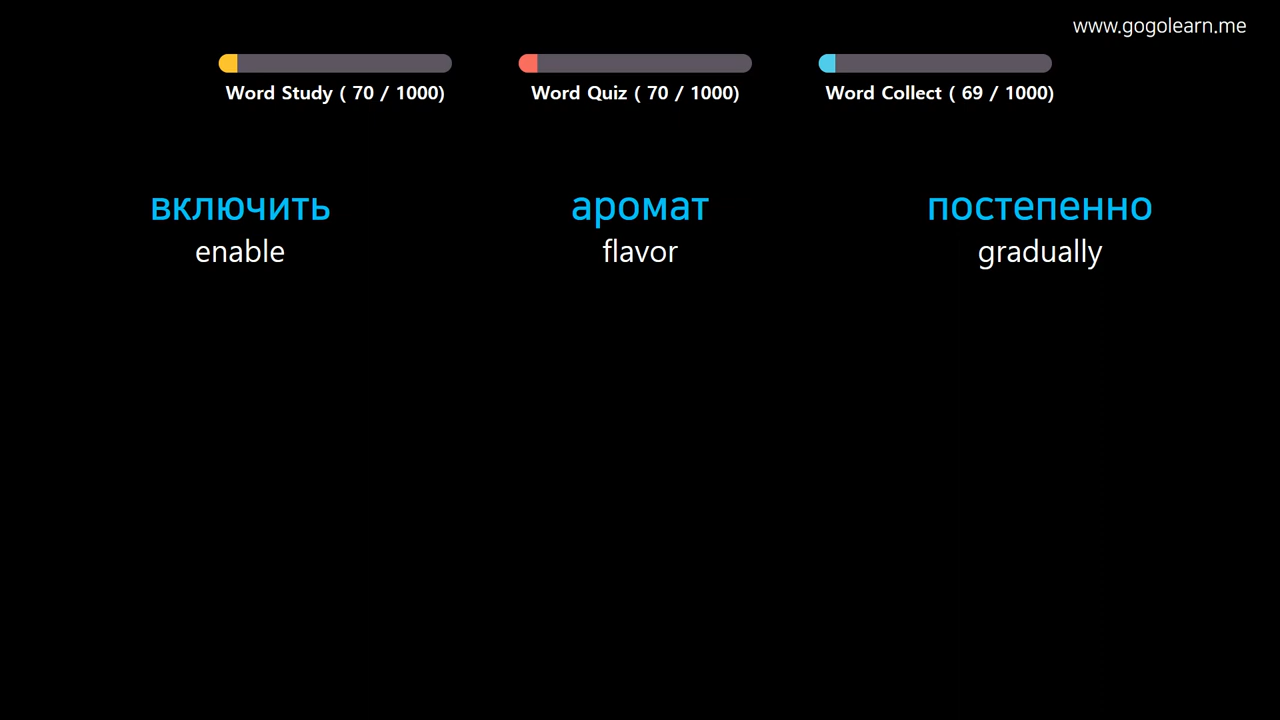 www.gogolearn.me
Word Study ( 70 / 1000)
Word Quiz ( 70 / 1000)
Word Collect ( 69 / 1000)
включить
enable
аромат
flavor
постепенно
gradually